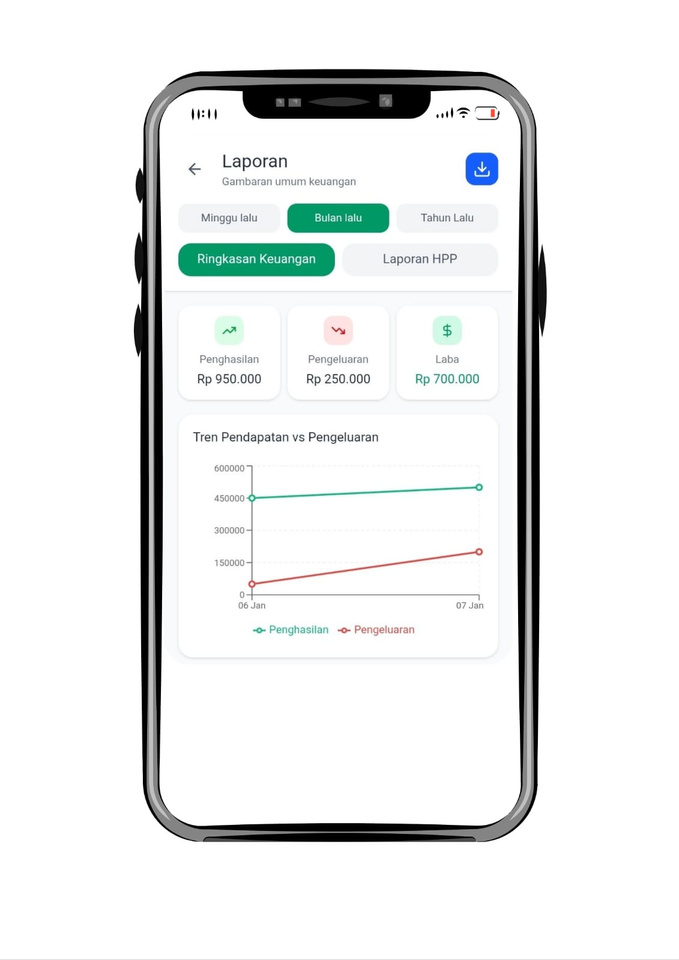 11:11
Laporan
Gambaran umum keuangan
Minggu lalu
Bulan lalu
Tahun Lalu
Ringkasan Keuangan
Laporan HPP
Penghasilan
Rp 950.000
Pengeluaran
Rp 250.000
Laba
Rp 700.000
Tren Pendapatan vs Pengeluaran
600000
450000
300000
150000
0
06 Jan
07 Jan
Penghasilan
Pengeluaran